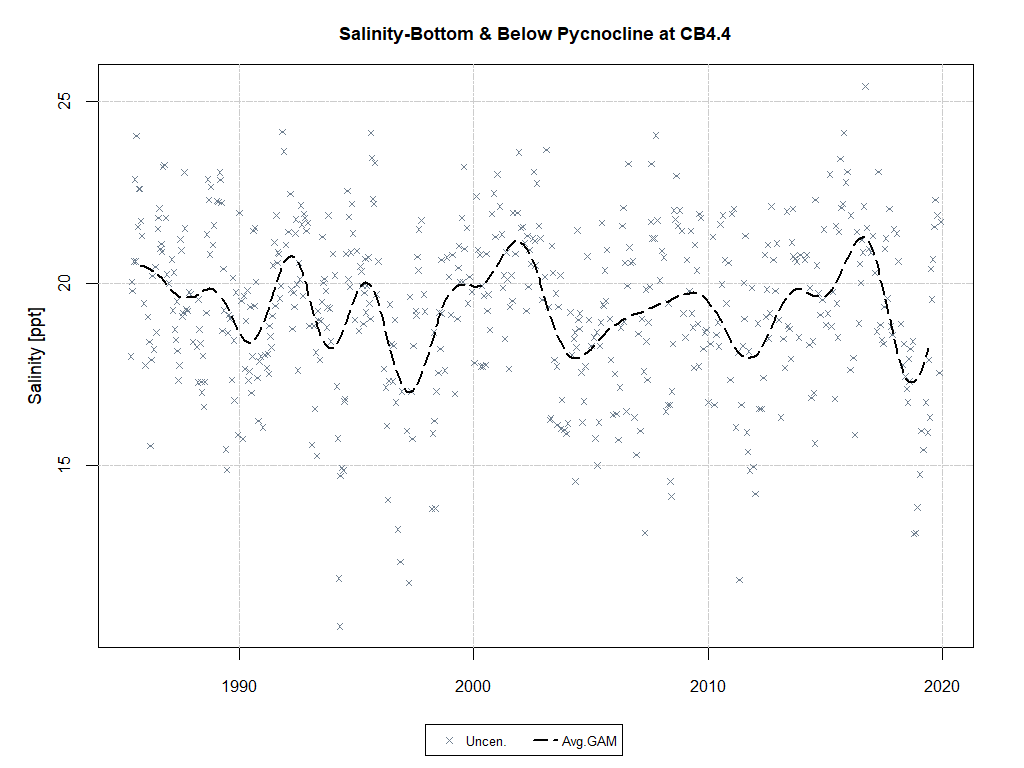 Salinity-Bottom & Below Pycnocline at CB4.4
25
20
15
Salinity [ppt]
1990 2000 2010 2020
Uncen. Avg.GAM